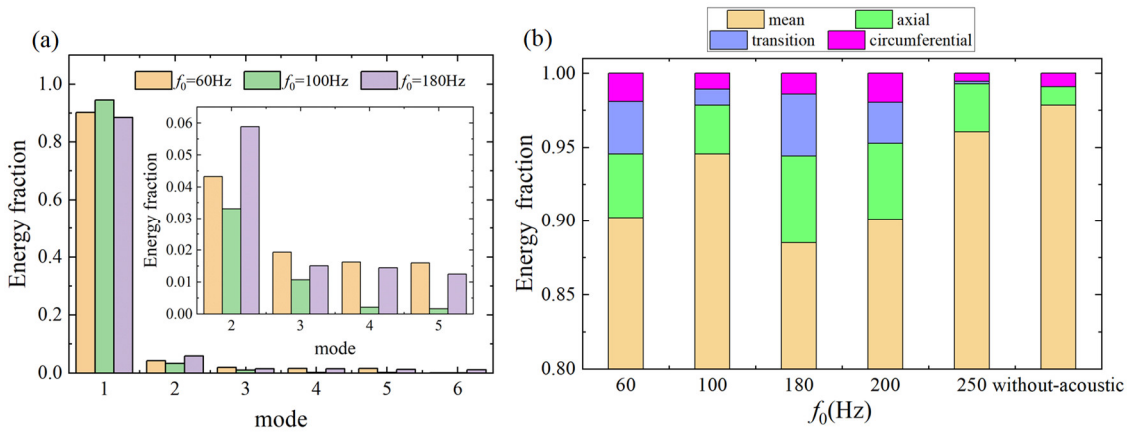 (a)
f₀=60Hz f₀=100Hz f₀=180Hz
Energy fraction
1.0
0.8
0.6
0.4
0.2
0.0
1 2 3 4 5 6
mode
Energy fraction
0.06
0.05
0.04
0.03
0.02
0.01
0.00
2 3 4 5
mode
(b)
mean axial
transition circumferential
Energy fraction
1.00
0.95
0.90
0.85
0.80
60 100 180 200 250 without-acoustic
f₀(Hz)